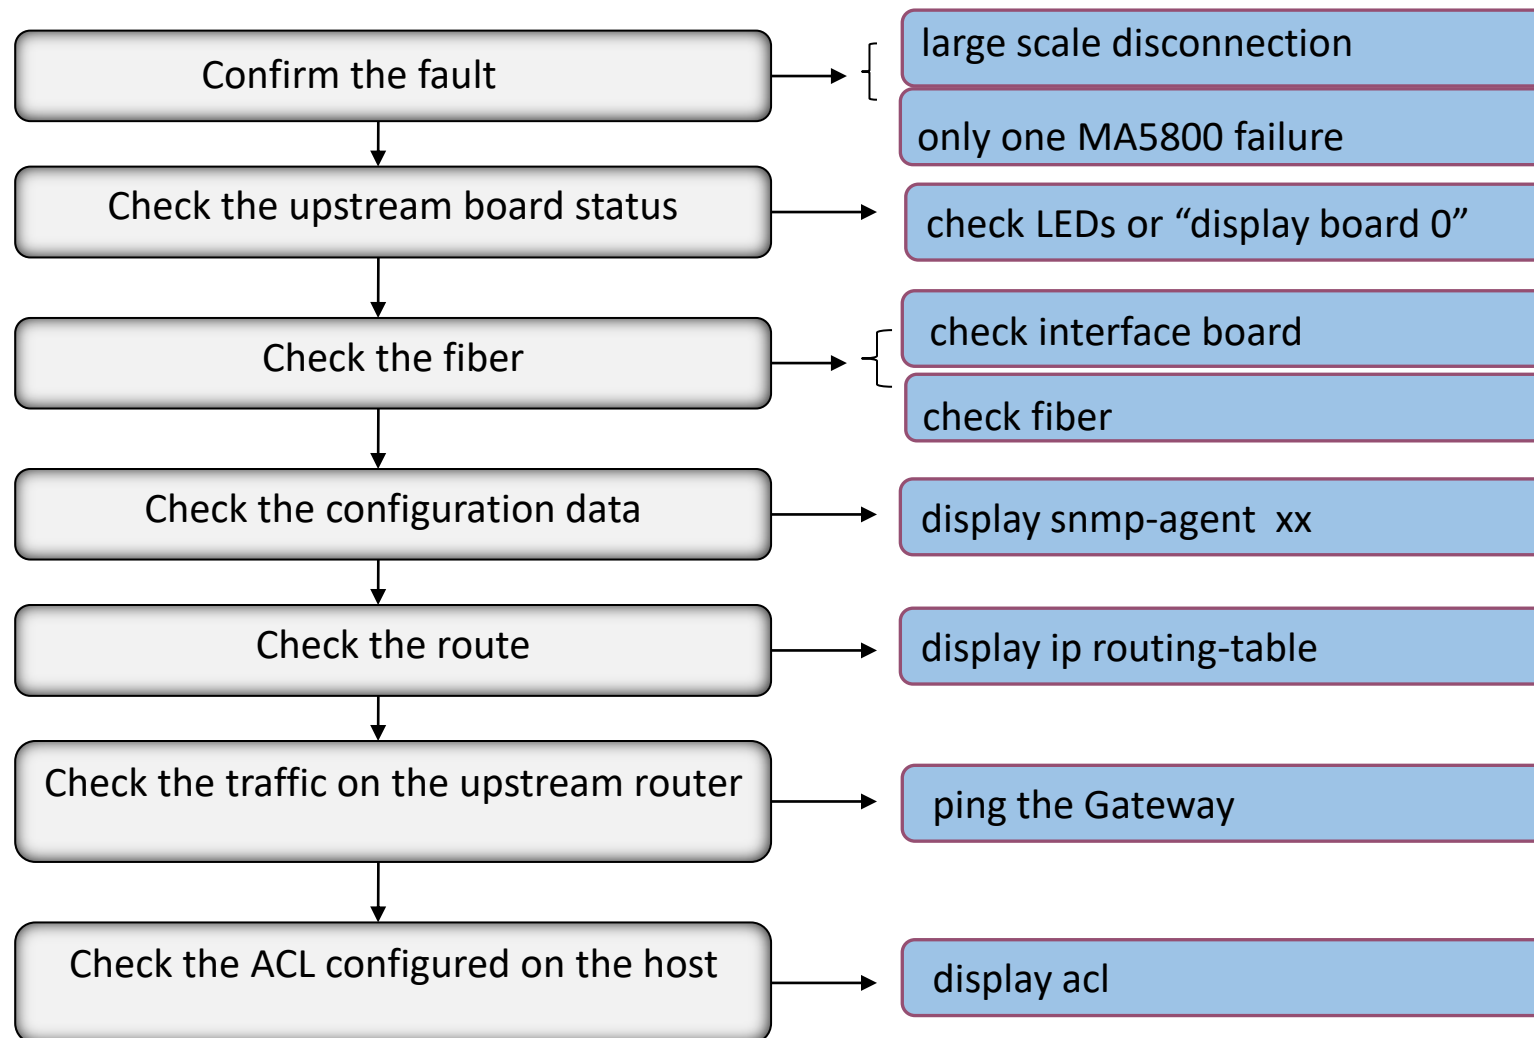 Confirm the fault
large scale disconnection
only one MA5800 failure
Check the upstream board status
check LEDs or “display board 0”
Check the fiber
check interface board
check fiber
Check the configuration data
display snmp-agent  xx
Check the route
display ip routing-table
Check the traffic on the upstream router
ping the Gateway
Check the ACL configured on the host
display acl